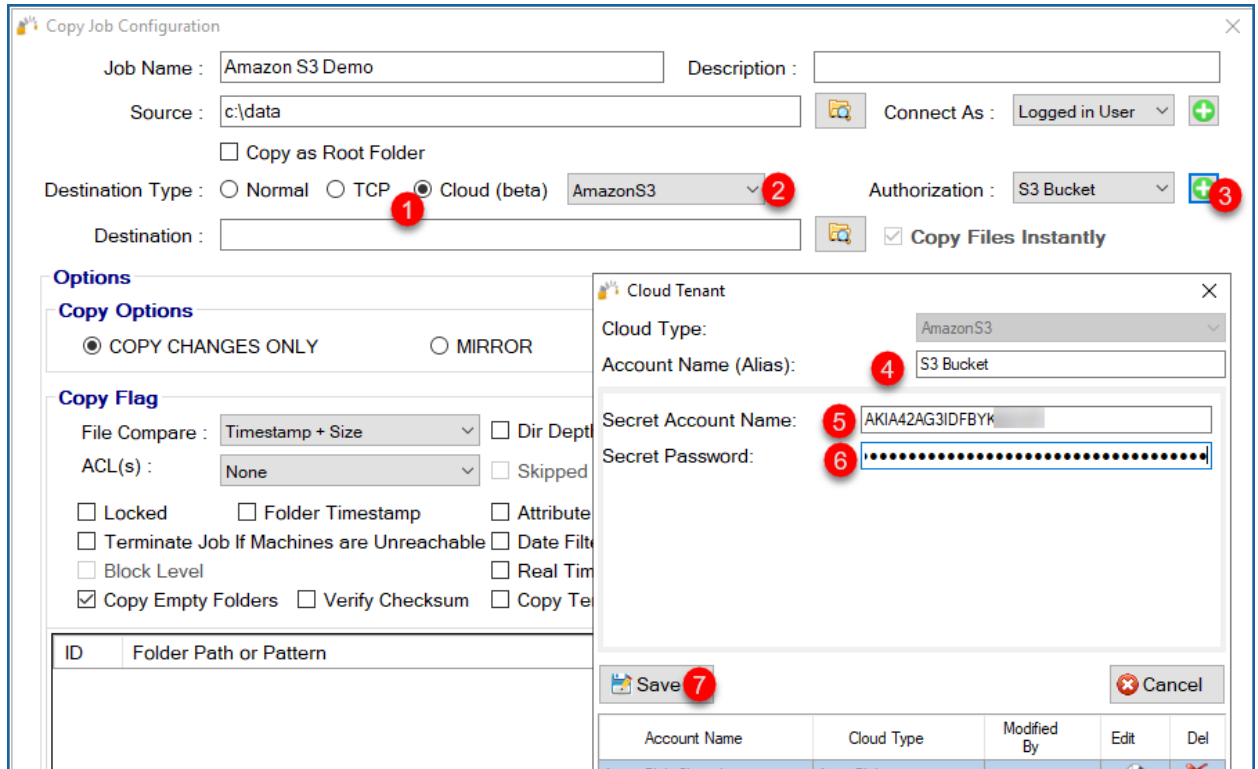 Copy Job Configuration
Job Name : Amazon S3 Demo Description :
Source : c:\data Connect As : Logged in User
Copy as Root Folder
Destination Type : Normal TCP Cloud (beta) AmazonS3 2 Authorization : S3 Bucket 3
1
Destination : Copy Files Instantly
Options
Copy Options
COPY CHANGES ONLY MIRROR
Copy Flag
File Compare : Timestamp + Size Dir Dept
ACL(s) : None Skipped
Locked Folder Timestamp Attribute
Terminate Job If Machines are Unreachable Date Filt
Block Level Real Tim
Copy Empty Folders Verify Checksum Copy Te
ID Folder Path or Pattern
Cloud Tenant
Cloud Type: AmazonS3
Account Name (Alias): 4 S3 Bucket
Secret Account Name: 5 AKIA42AG3IDFBYK
Secret Password: 6
Save 7 Cancel
Account Name Cloud Type Modified By Edit Del